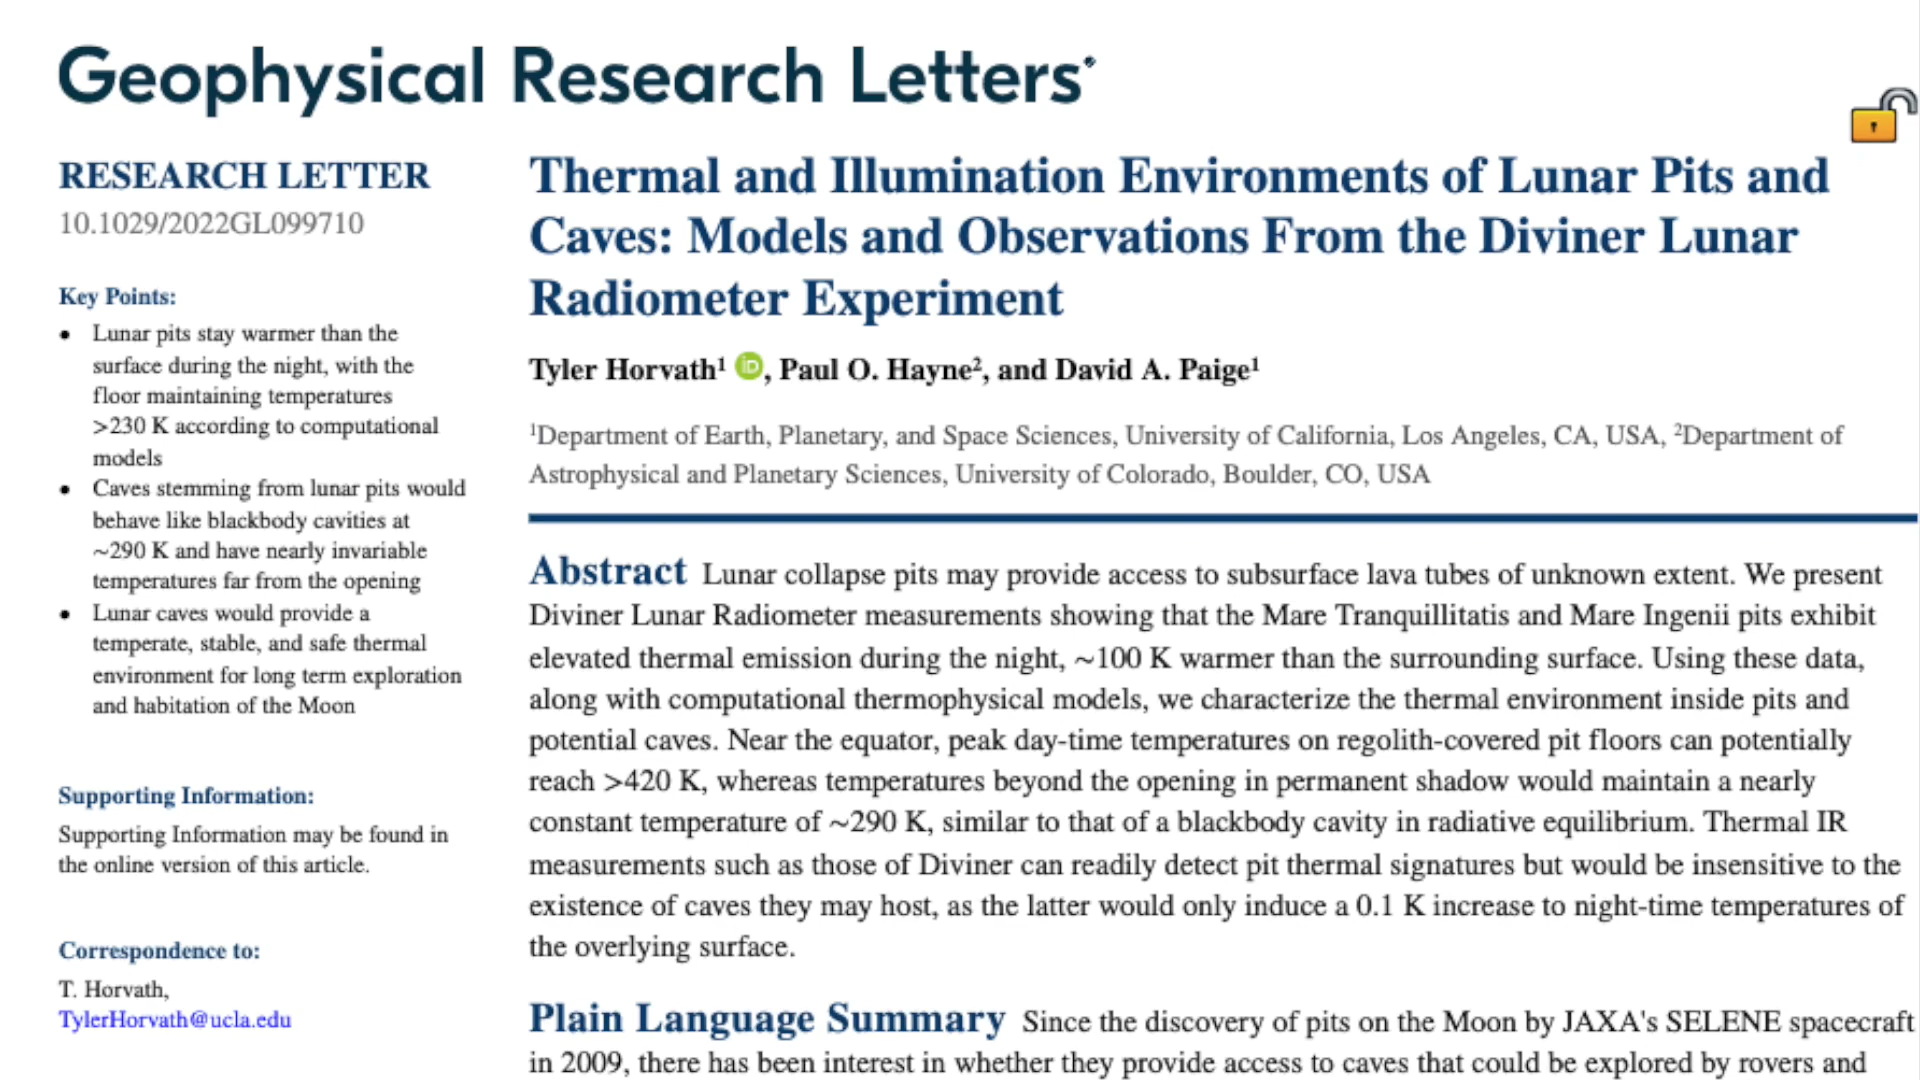 Geophysical Research Letters
RESEARCH LETTER
10.1029/2022GL099710
Key Points:
• Lunar pits stay warmer than the
surface during the night, with the
floor maintaining temperatures
>230 K according to computational
models
• Caves stemming from lunar pits would
behave like blackbody cavities at
~290 K and have nearly invariable
temperatures far from the opening
• Lunar caves would provide a
temperate, stable, and safe thermal
environment for long term exploration
and habitation of the Moon
Supporting Information:
Supporting Information may be found in
the online version of this article.
Correspondence to:
T. Horvath,
TylerHorvath@ucla.edu
Thermal and Illumination Environments of Lunar Pits and
Caves: Models and Observations From the Diviner Lunar
Radiometer Experiment
Tyler Horvath¹ iD, Paul O. Hayne², and David A. Paige¹
¹Department of Earth, Planetary, and Space Sciences, University of California, Los Angeles, CA, USA, ²Department of
Astrophysical and Planetary Sciences, University of Colorado, Boulder, CO, USA
Abstract Lunar collapse pits may provide access to subsurface lava tubes of unknown extent. We present
Diviner Lunar Radiometer measurements showing that the Mare Tranquillitatis and Mare Ingenii pits exhibit
elevated thermal emission during the night, ~100 K warmer than the surrounding surface. Using these data,
along with computational thermophysical models, we characterize the thermal environment inside pits and
potential caves. Near the equator, peak day-time temperatures on regolith-covered pit floors can potentially
reach >420 K, whereas temperatures beyond the opening in permanent shadow would maintain a nearly
constant temperature of ~290 K, similar to that of a blackbody cavity in radiative equilibrium. Thermal IR
measurements such as those of Diviner can readily detect pit thermal signatures but would be insensitive to the
existence of caves they may host, as the latter would only induce a 0.1 K increase to night-time temperatures of
the overlying surface.
Plain Language Summary Since the discovery of pits on the Moon by JAXA's SELENE spacecraft
in 2009, there has been interest in whether they provide access to caves that could be explored by rovers and